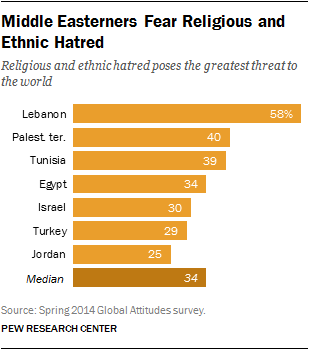 Middle Easterners Fear Religious and
Ethnic Hatred
Religious and ethnic hatred poses the greatest threat to
the world
Lebanon 58%
Palest. ter. 40
Tunisia 39
Egypt 34
Israel 30
Turkey 29
Jordan 25
Median 34
Source: Spring 2014 Global Attitudes survey.
PEW RESEARCH CENTER